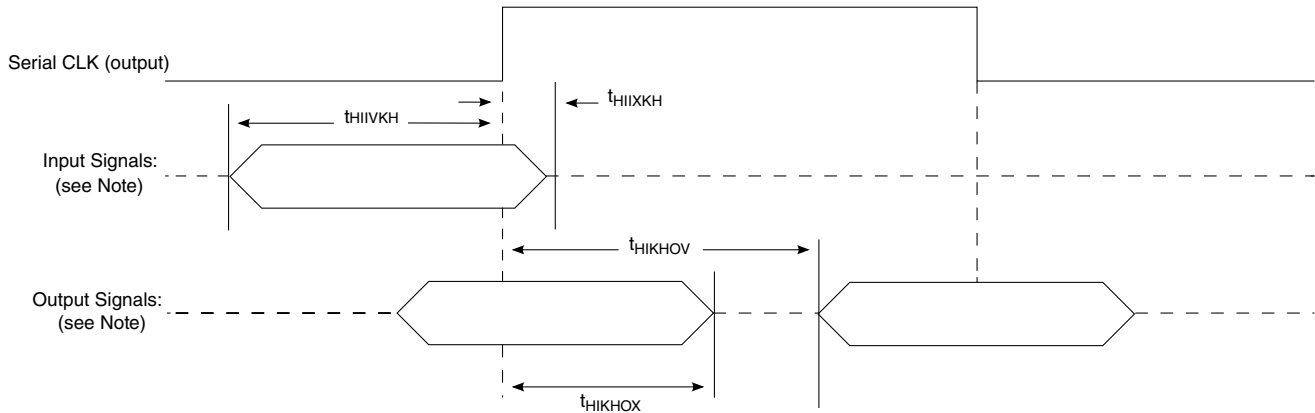 Serial CLK (output)
tHIIXKH
tHIIVKH
Input Signals:
(see Note)
tHIKHOV
Output Signals:
(see Note)
tHIKHOX